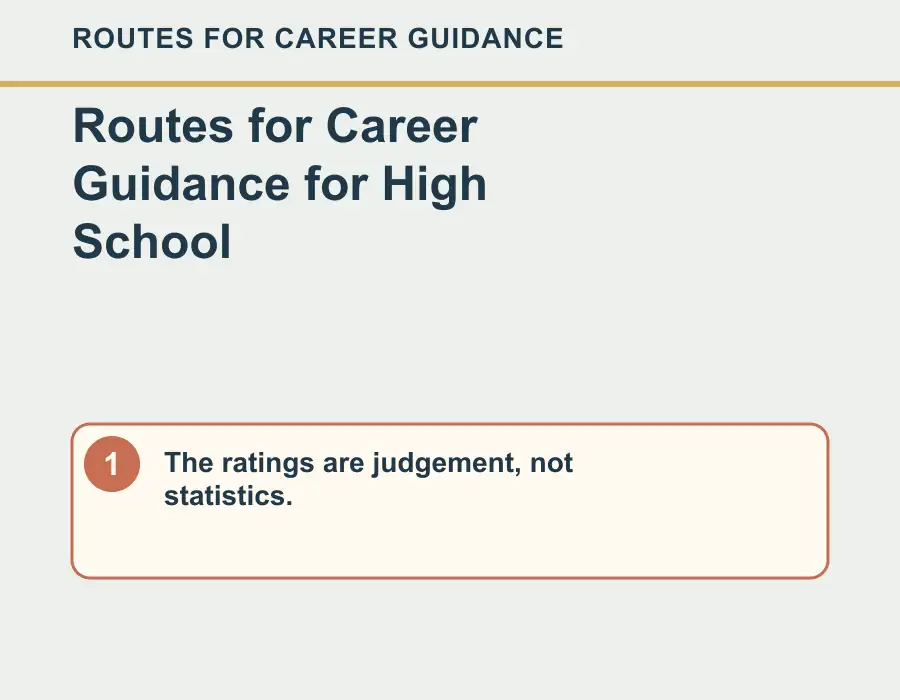 ROUTES FOR CAREER GUIDANCE
Routes for Career
Guidance for High
School
1
The ratings are judgement, not
statistics.